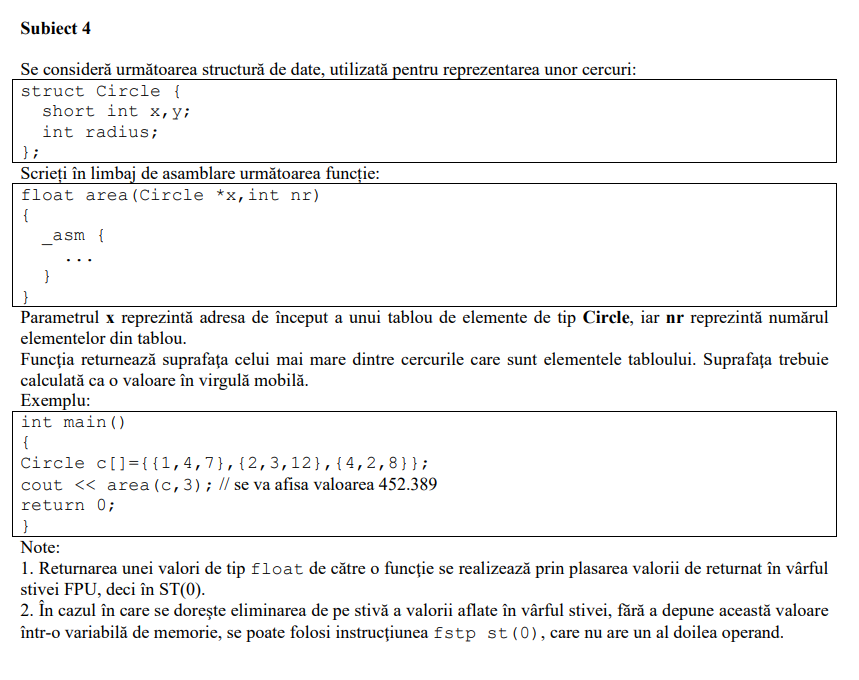 Subiect 4
Se consideră următoarea structură de date, utilizată pentru reprezentarea unor cercuri:
struct Circle {
short int x,y;
int radius;
};
Scrieți în limbaj de asamblare următoarea funcție:
float area(Circle *x,int nr)
{
_asm {
...
}
}
Parametrul x reprezintă adresa de început a unui tablou de elemente de tip Circle, iar nr reprezintă numărul
elementelor din tablou.
Funcţia returnează suprafaţa celui mai mare dintre cercurile care sunt elementele tabloului. Suprafaţa trebuie
calculată ca o valoare în virgulă mobilă.
Exemplu:
int main()
{
Circle c[]={{1,4,7},{2,3,12},{4,2,8}};
cout << area(c,3); // se va afisa valoarea 452.389
return 0;
}
Note:
1. Returnarea unei valori de tip float de către o funcţie se realizează prin plasarea valorii de returnat în vârful
stivei FPU, deci în ST(0).
2. În cazul în care se doreşte eliminarea de pe stivă a valorii aflate în vârful stivei, fără a depune această valoare
într-o variabilă de memorie, se poate folosi instrucţiunea fstp st(0), care nu are un al doilea operand.